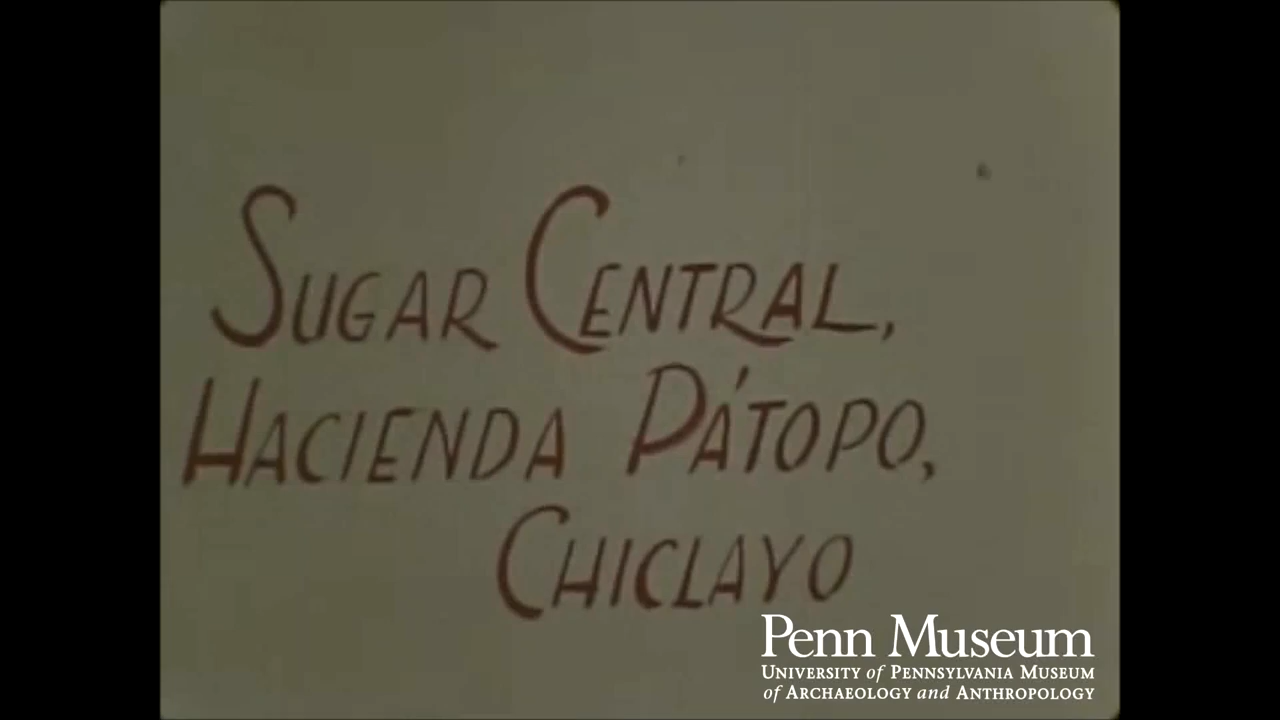 SUGAR CENTRAL,
HACIENDA PÁTOPO,
CHICLAYO
Penn Museum
UNIVERSITY of PENNSYLVANIA MUSEUM
of ARCHAEOLOGY and ANTHROPOLOGY